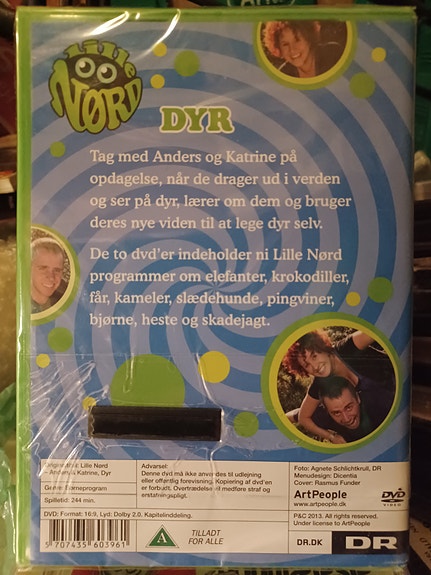 Lille
NØRD
DYR
Tag med Anders og Katrine på
opdagelse, når de drager ud i verden
og ser på dyr, lærer om dem og bruger
deres nye viden til at lege dyr selv.
De to dvd'er indeholder ni Lille Nørd
programmer om elefanter, krokodiller,
får, kameler, slædehunde, pingviner,
bjørne, heste og skadejagt.
Originaltitel: Lille Nørd
- Anders & Katrine, Dyr
Genre: Børneprogram
Spilletid: 244 min.
Advarsel:
Denne dvd må ikke anvendes til udlejning
eller offentlig forevisning. Kopiering af dvd'en
er forbudt. Overtrædelse vil medføre straf og
erstatningspligt.
Foto: Agnete Schlichtkrull, DR
Menudesign: Dicentia
Cover: Rasmus Funder
ArtPeople
www.artpeople.dk
DVD
VIDEO
DVD: Format: 16:9. Lyd: Dolby 2.0. Kapitelinddeling.
5 707435 603961
A
TILLADT
FOR ALLE
P&C 2013. All rights reserved.
Under license to ArtPeople
DR.DK
DR